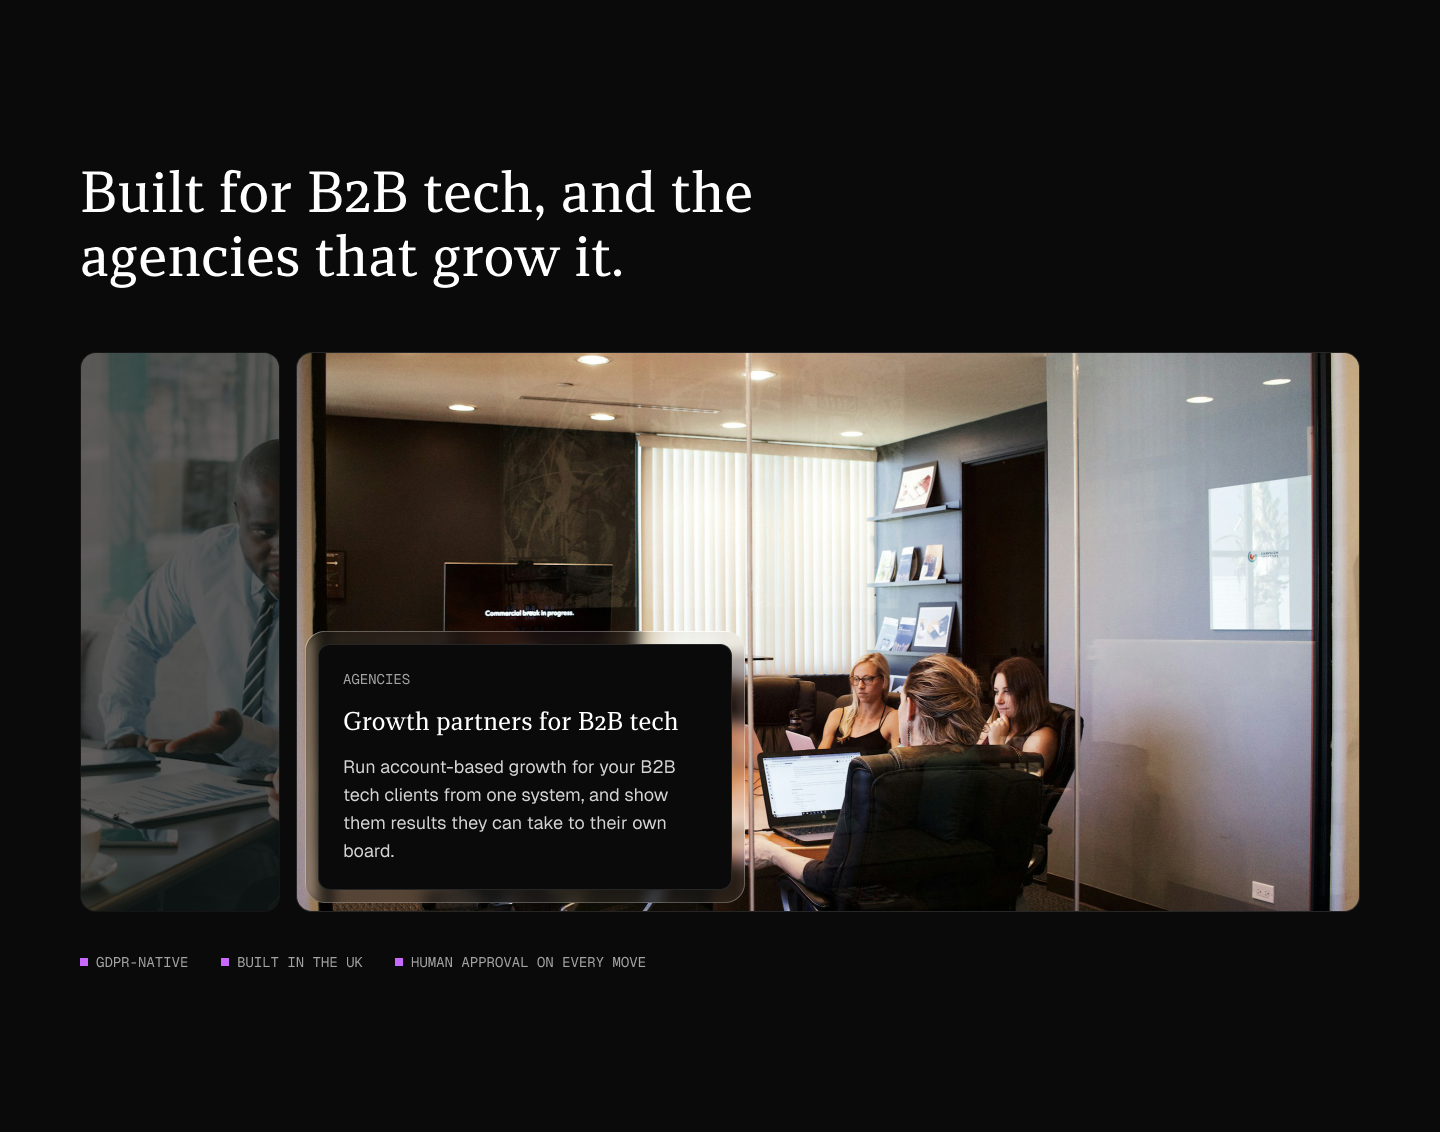 Built for B2B tech, and the
agencies that grow it.
Commercial break in progress.
AGENCIES
Growth partners for B2B tech
Run account-based growth for your B2B
tech clients from one system, and show
them results they can take to their own
board.
GDPR-NATIVE
BUILT IN THE UK
HUMAN APPROVAL ON EVERY MOVE